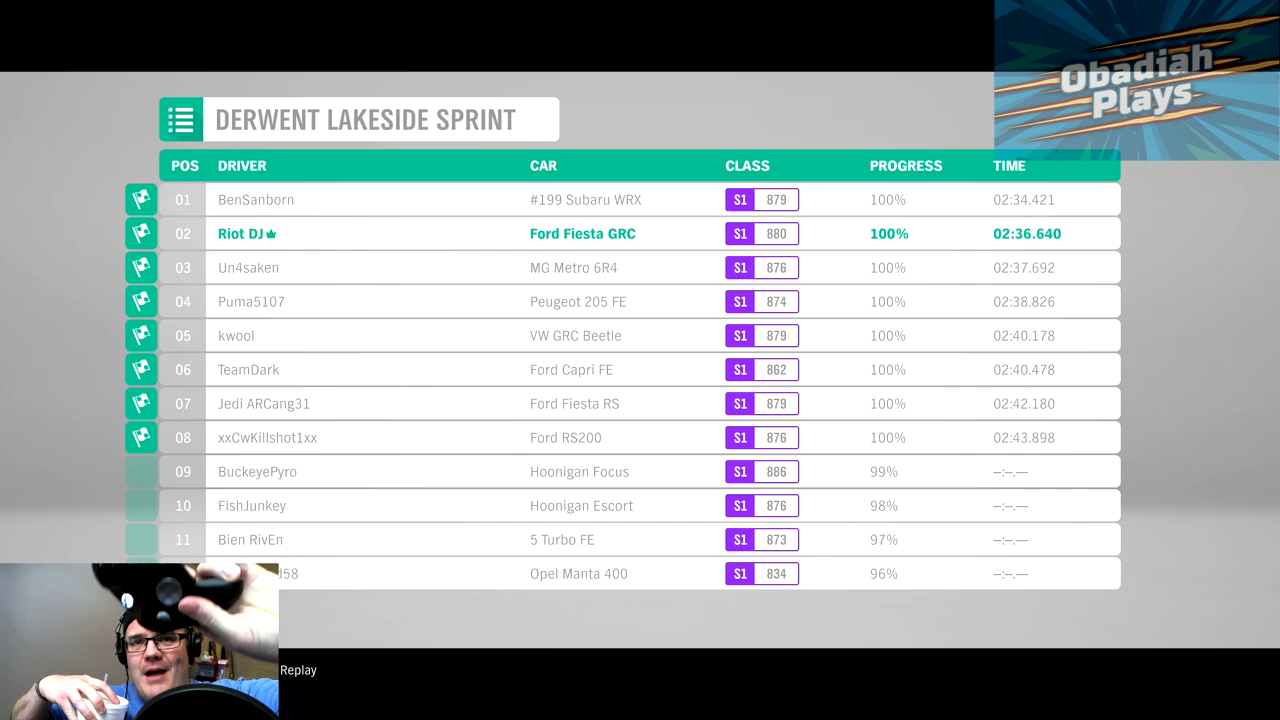 Obadiah
Plays
DERWENT LAKESIDE SPRINT
POS DRIVER CAR CLASS PROGRESS TIME
01 BenSanborn #199 Subaru WRX S1 879 100% 02:34.421
02 Riot DJ Ford Fiesta GRC S1 880 100% 02:36.640
03 Un4saken MG Metro 6R4 S1 876 100% 02:37.692
04 Puma5107 Peugeot 205 FE S1 874 100% 02:38.826
05 kwool VW GRC Beetle S1 879 100% 02:40.178
06 TeamDark Ford Capri FE S1 862 100% 02:40.478
07 Jedi ARCang31 Ford Fiesta RS S1 879 100% 02:42.180
08 xxCwKillshot1xx Ford RS200 S1 876 100% 02:43.898
09 BuckeyePyro Hoonigan Focus S1 886 99% --:--.---
10 FishJunkey Hoonigan Escort S1 876 98% --:--.---
11 Bien RivEn 5 Turbo FE S1 873 97% --:--.---
J58 Opel Manta 400 S1 834 96% --:--.---
Replay